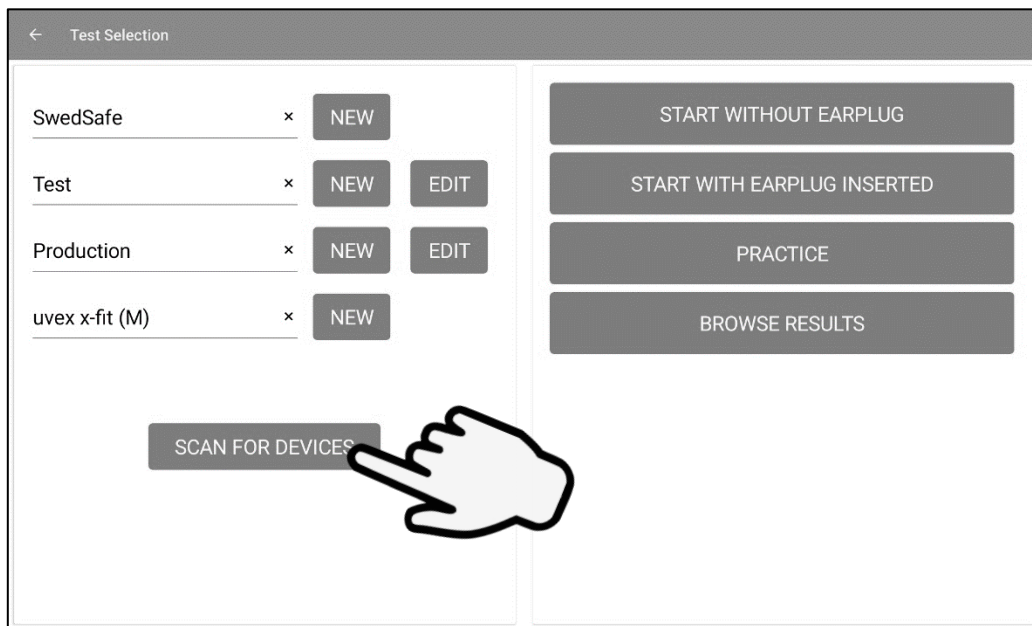 ← Test Selection
SwedSafe × NEW
Test × NEW EDIT
Production × NEW EDIT
uvex x-fit (M) × NEW
SCAN FOR DEVICES
START WITHOUT EARPLUG
START WITH EARPLUG INSERTED
PRACTICE
BROWSE RESULTS